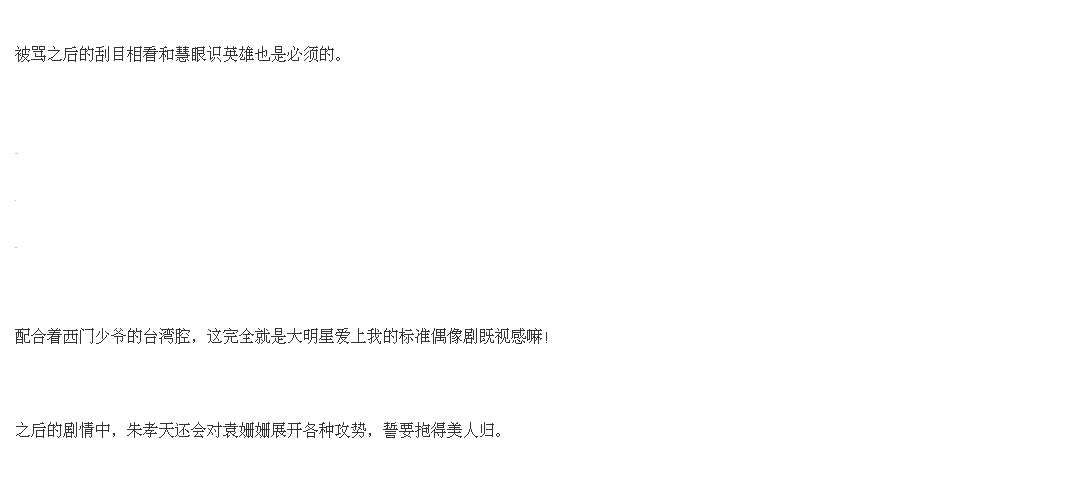 被骂之后的刮目相看和慧眼识英雄也是必须的。
配合着西门少爷的台湾腔，这完全就是大明星爱上我的标准偶像剧既视感嘛！
之后的剧情中，朱孝天还会对袁姗姗展开各种攻势，誓要抱得美人归。